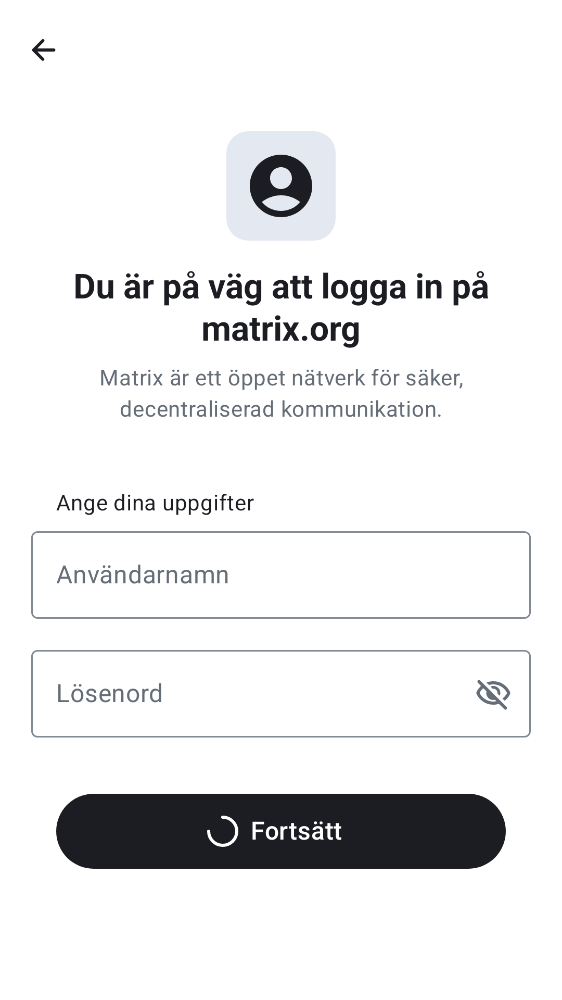 Du är på väg att logga in på
matrix.org
Matrix är ett öppet nätverk för säker,
decentraliserad kommunikation.
Ange dina uppgifter
Användarnamn
Lösenord
Fortsätt